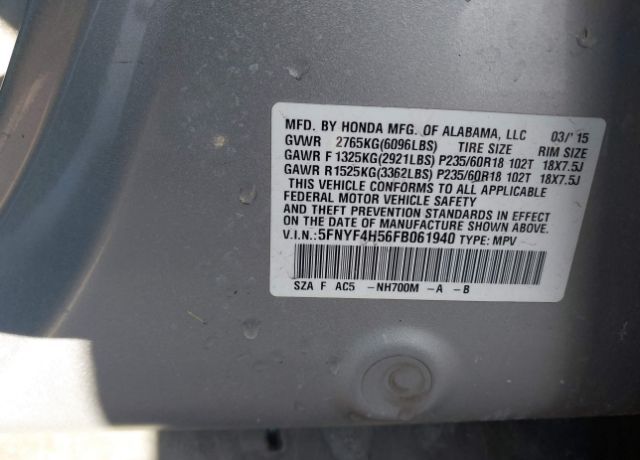 MFD. BY HONDA MFG. OF ALABAMA, LLC 03/'15
GVWR 2765KG(6096LBS) TIRE SIZE RIM SIZE
GAWR F 1325KG(2921LBS) P235/60R18 102T 18X7.5J
GAWR R1525KG(3362LBS) P235/60R18 102T 18X7.5J
THIS VEHICLE CONFORMS TO ALL APPLICABLE
FEDERAL MOTOR VEHICLE SAFETY
AND THEFT PREVENTION STANDARDS IN EFFECT
ON THE DATE OF MANUFACTURE SHOWN ABOVE.
V.I.N.:5FNYF4H56FB061940 TYPE: MPV
SZA F AC5 -NH700M -A -B